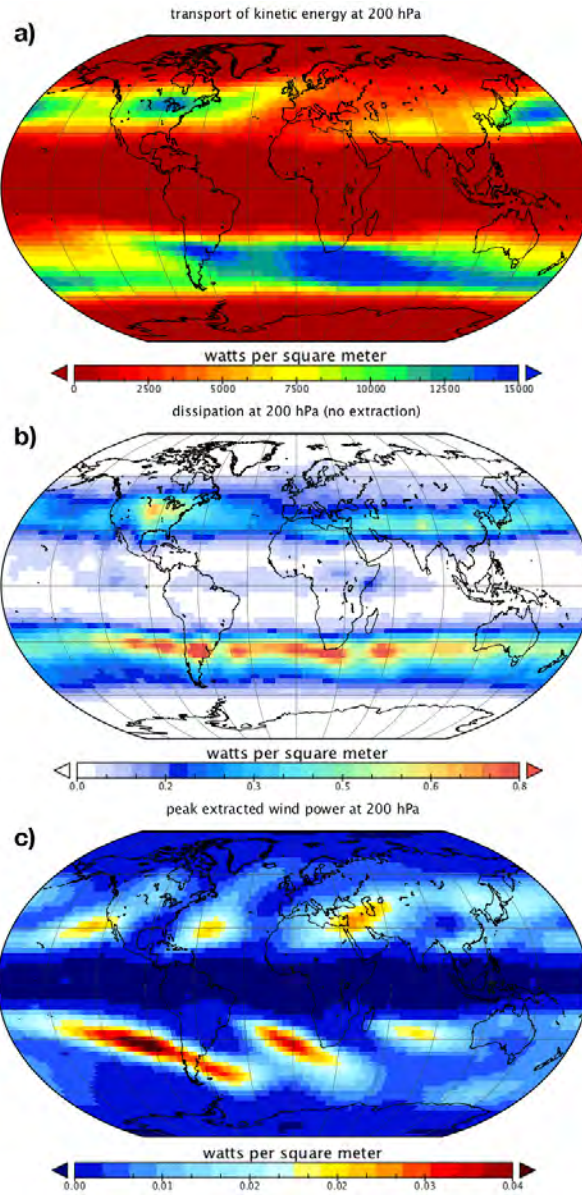 transport of kinetic energy at 200 hPa
a)
watts per square meter
0 2500 5000 7500 10000 12500 15000
dissipation at 200 hPa (no extraction)
b)
watts per square meter
0.0 0.2 0.3 0.5 0.6 0.8
peak extracted wind power at 200 hPa
c)
watts per square meter
0.00 0.01 0.02 0.02 0.03 0.04